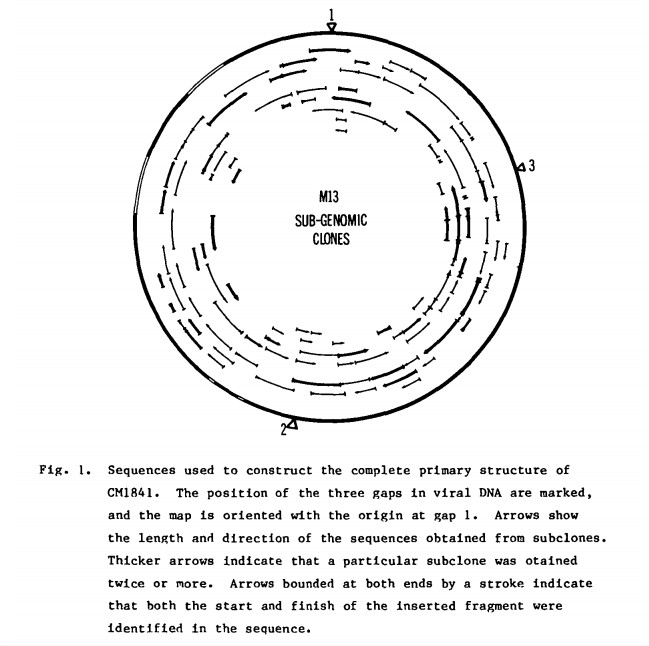 1
3
M13
SUB-GENOMIC
CLONES
2
Fig. 1. Sequences used to construct the complete primary structure of
CM1841. The position of the three gaps in viral DNA are marked,
and the map is oriented with the origin at gap 1. Arrows show
the length and direction of the sequences obtained from subclones.
Thicker arrows indicate that a particular subclone was otained
twice or more. Arrows bounded at both ends by a stroke indicate
that both the start and finish of the inserted fragment were
identified in the sequence.